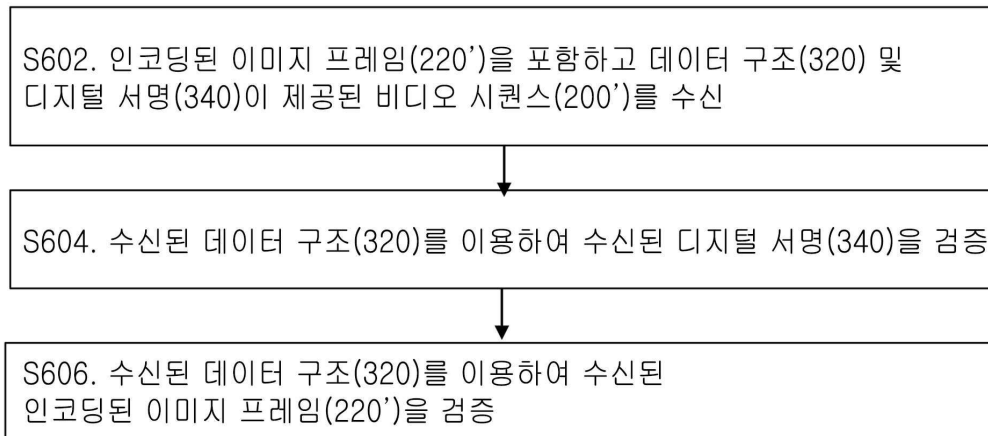 S602. 인코딩된 이미지 프레임(220')을 포함하고 데이터 구조(320) 및
디지털 서명(340)이 제공된 비디오 시퀀스(200')를 수신
S604. 수신된 데이터 구조(320)를 이용하여 수신된 디지털 서명(340)을 검증
S606. 수신된 데이터 구조(320)를 이용하여 수신된
인코딩된 이미지 프레임(220')을 검증